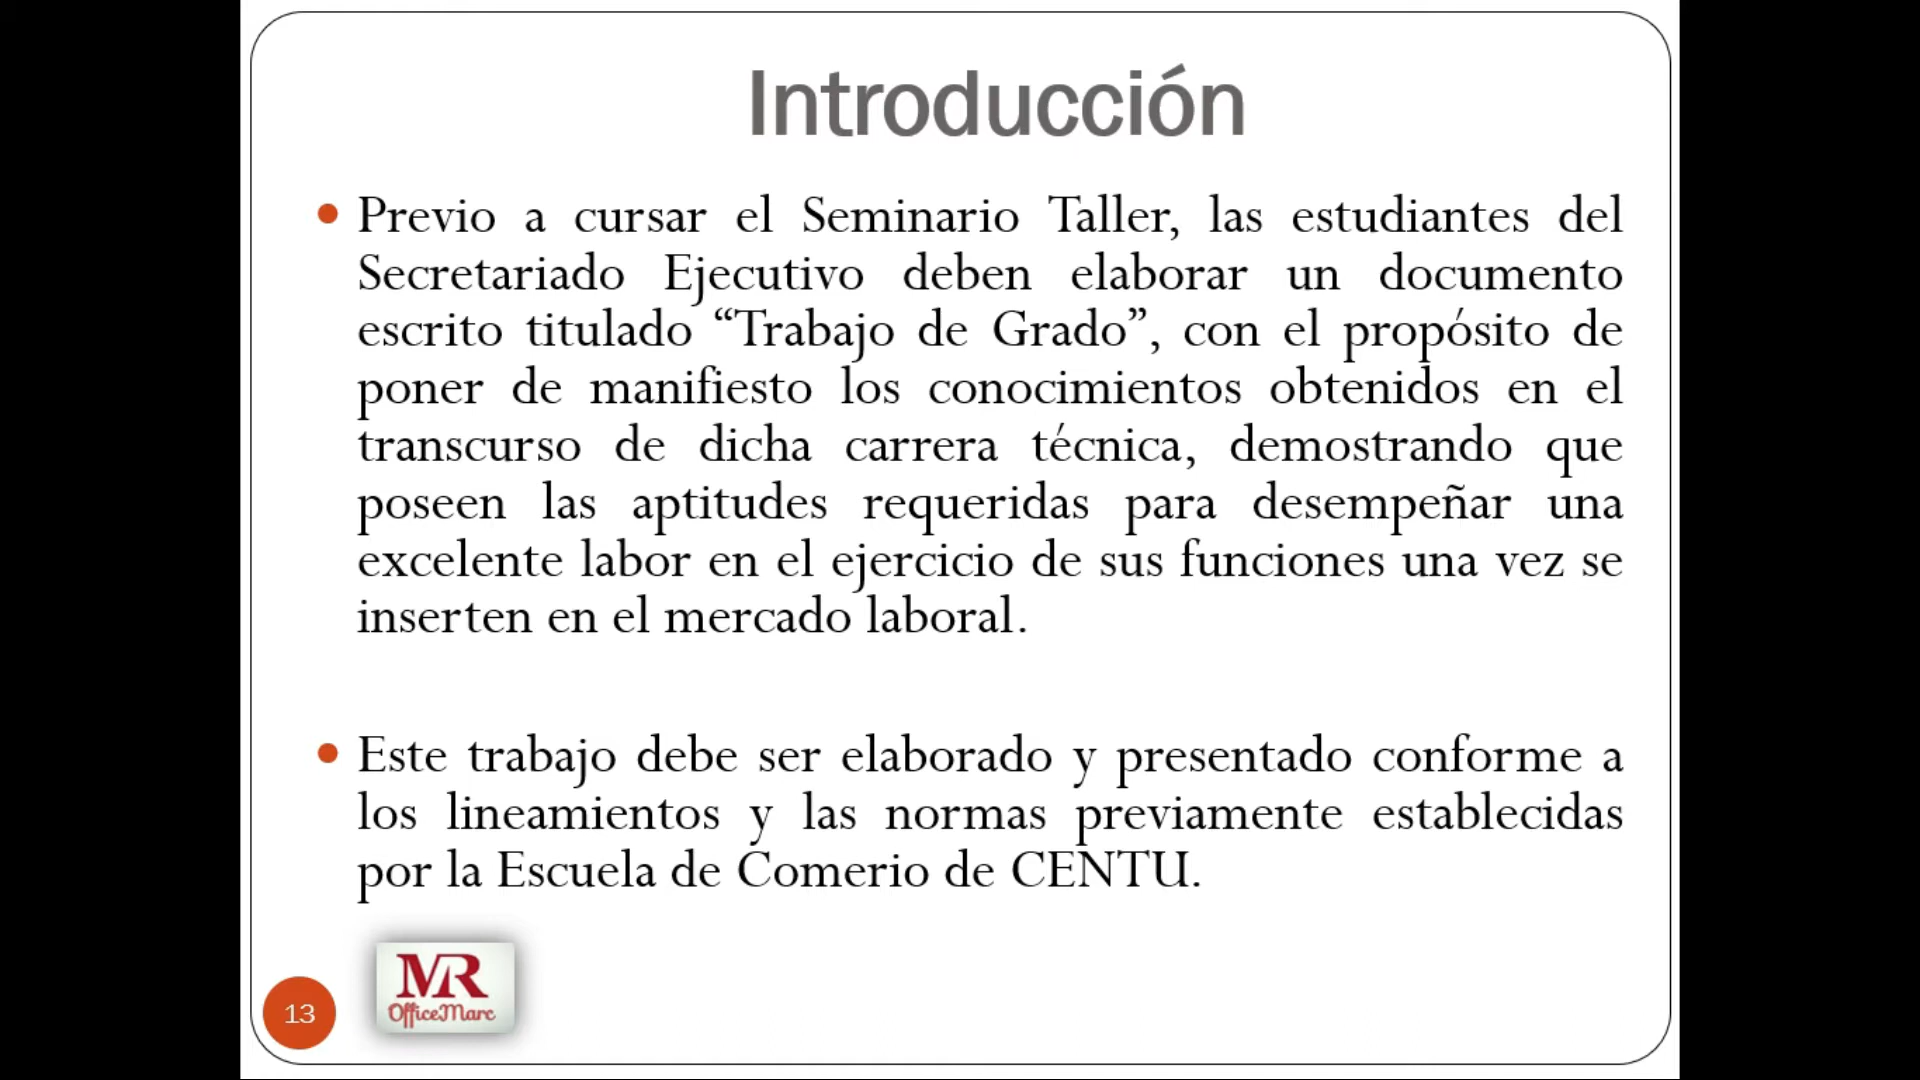 Introducción
Previo a cursar el Seminario Taller, las estudiantes del
Secretariado Ejecutivo deben elaborar un documento
escrito titulado “Trabajo de Grado”, con el propósito de
poner de manifiesto los conocimientos obtenidos en el
transcurso de dicha carrera técnica, demostrando que
poseen las aptitudes requeridas para desempeñar una
excelente labor en el ejercicio de sus funciones una vez se
inserten en el mercado laboral.
Este trabajo debe ser elaborado y presentado conforme a
los lineamientos y las normas previamente establecidas
por la Escuela de Comerio de CENTU.
MR
OfficeMarc
13